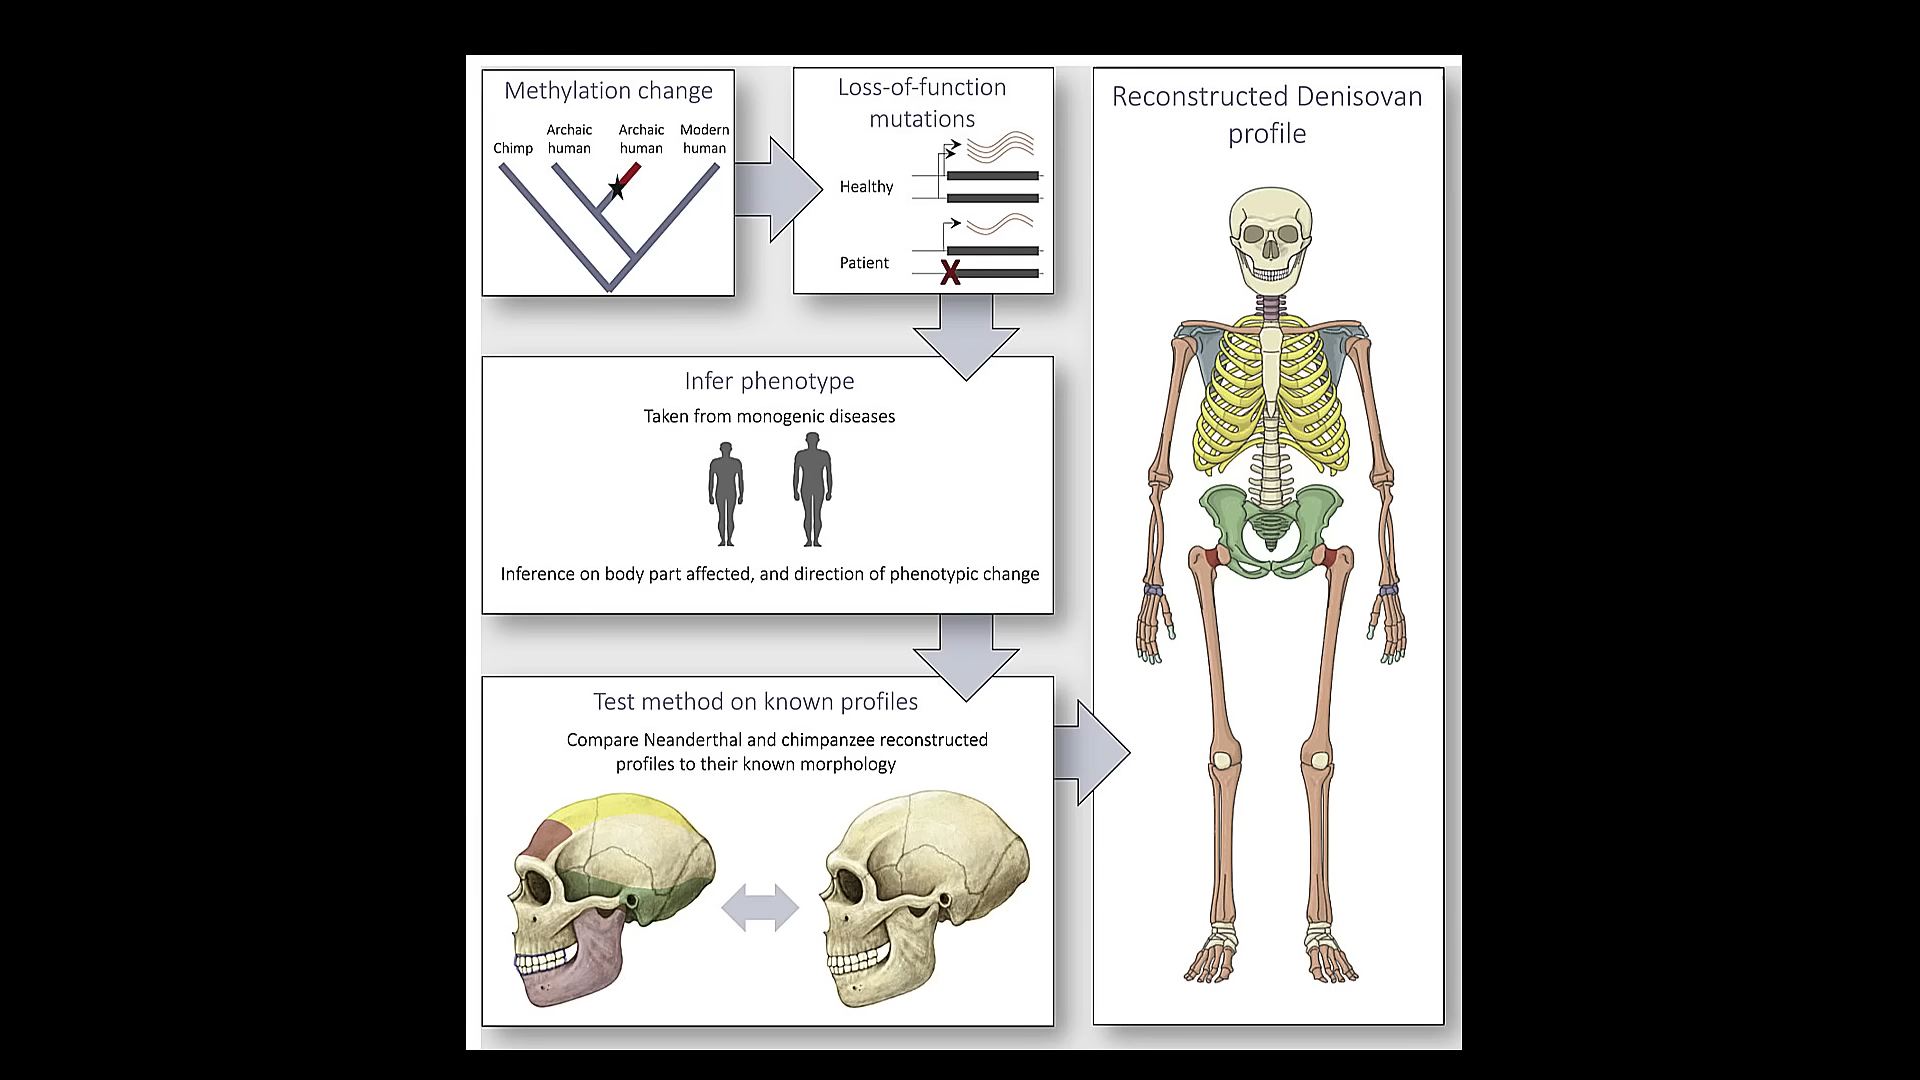 Methylation change
Chimp
Archaic
human
Archaic
human
Modern
human
Loss-of-function
mutations
Healthy
Patient
X
Infer phenotype
Taken from monogenic diseases
Inference on body part affected, and direction of phenotypic change
Test method on known profiles
Compare Neanderthal and chimpanzee reconstructed
profiles to their known morphology
Reconstructed Denisovan
profile